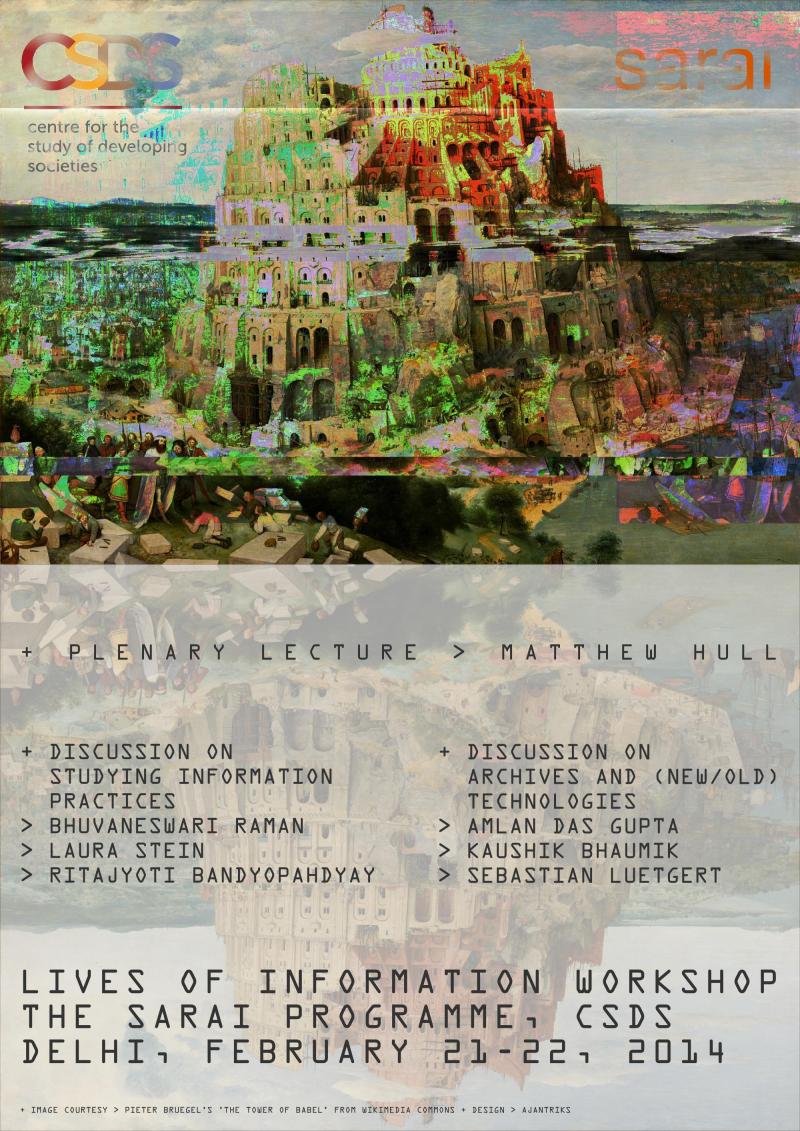 CSDS
sarai
centre for the
study of developing
societies
+ PLENARY LECTURE > MATTHEW HULL
+ DISCUSSION ON
STUDYING INFORMATION
PRACTICES
> BHUVANESWARI RAMAN
> LAURA STEIN
> RITAJYOTI BANDYOPAHDYAY
+ DISCUSSION ON
ARCHIVES AND (NEW/OLD)
TECHNOLOGIES
> AMLAN DAS GUPTA
> KAUSHIK BHAUMIK
> SEBASTIAN LUETGERT
LIVES OF INFORMATION WORKSHOP
THE SARAI PROGRAMME, CSDS
DELHI, FEBRUARY 21-22, 2014
+ IMAGE COURTESY > PIETER BRUEGEL'S 'THE TOWER OF BABEL' FROM WIKIMEDIA COMMONS + DESIGN > AJANTRIKS